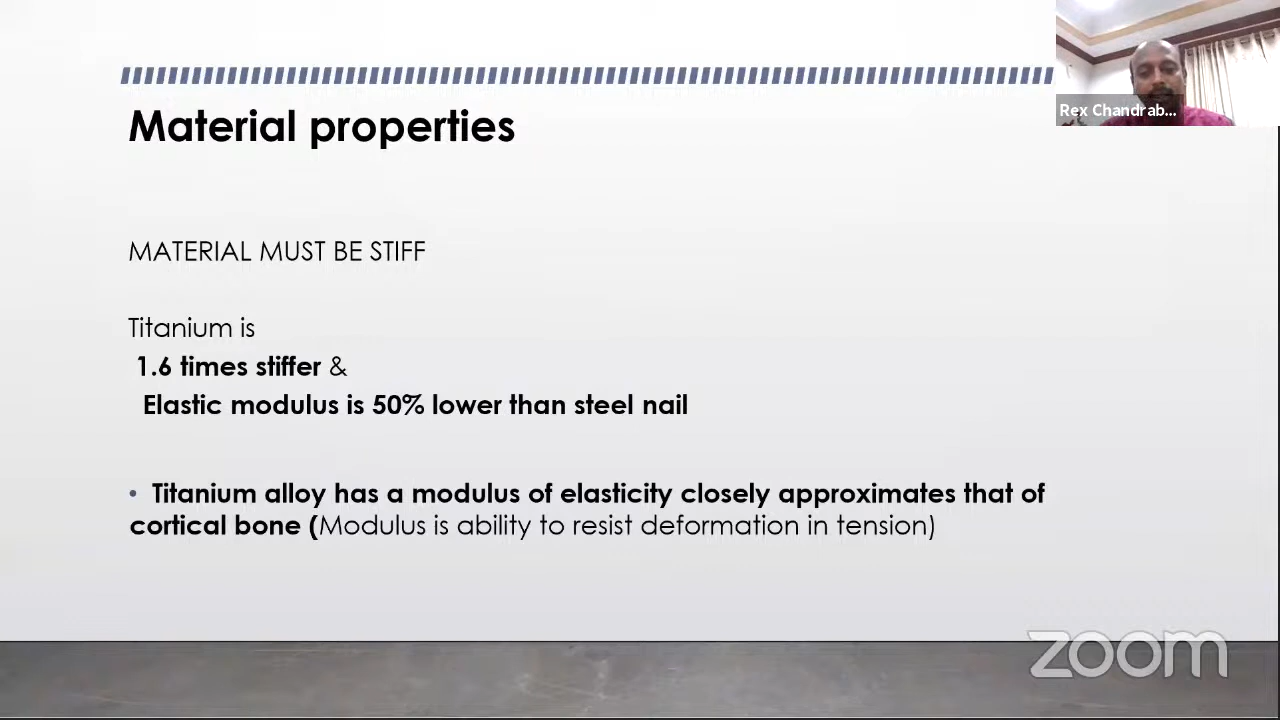 Rex Chandrab...
Material properties
MATERIAL MUST BE STIFF
Titanium is
1.6 times stiffer &
Elastic modulus is 50% lower than steel nail
• Titanium alloy has a modulus of elasticity closely approximates that of
cortical bone (Modulus is ability to resist deformation in tension)
zoom